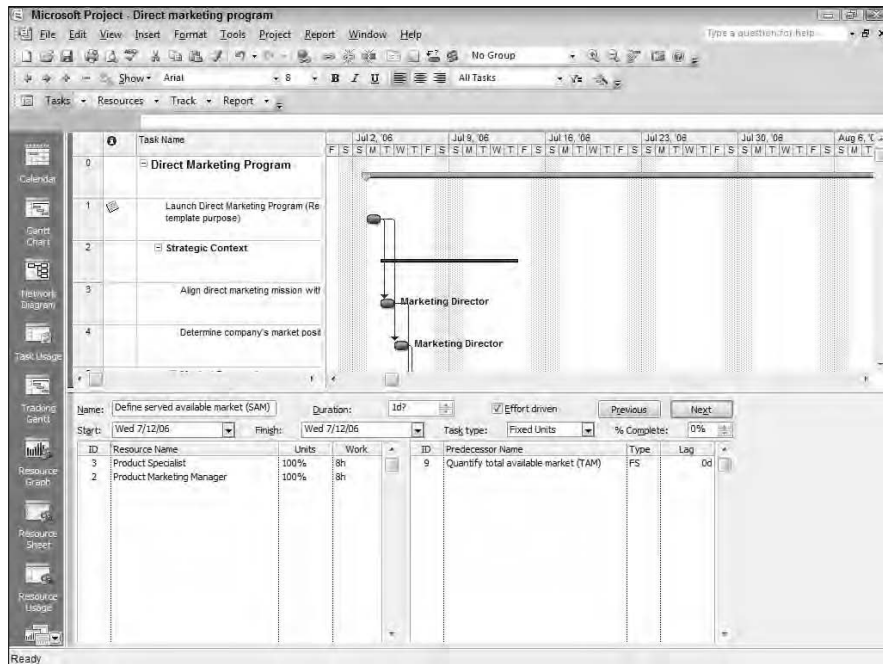 Microsoft Project - Direct marketing program
File Edit View Insert Format Tools Project Report Window Help
Type a question for help
No Group
Show Arial 8 B I U All Tasks
Tasks Resources Track Report
Task Name
Jul 2, '06 Jul 9, '06 Jul 16, '06 Jul 23, '06 Jul 30, '06 Aug 6,
F S S M T W T F S S M T W T F S S M T W T F S S M T W T F S S M T W T F S S M T
0 Direct Marketing Program
1 Launch Direct Marketing Program (Re
template purpose)
2 Strategic Context
3 Align direct marketing mission with
Marketing Director
4 Determine company's market posit
Marketing Director
Calendar
Gantt
Chart
Network
Diagram
Task Usage
Tracking
Gantt
Resource
Graph
Resource
Sheet
Resource
Usage
Name: Define served available market (SAM) Duration: 1d? Effort driven Previous Next
Start: Wed 7/12/06 Finish: Wed 7/12/06 Task type: Fixed Units % Complete: 0%
ID Resource Name Units Work ID Predecessor Name Type Lag
3 Product Specialist 100% 8h 9 Quantify total available market (TAM) FS 0d
2 Product Marketing Manager 100% 8h
Ready